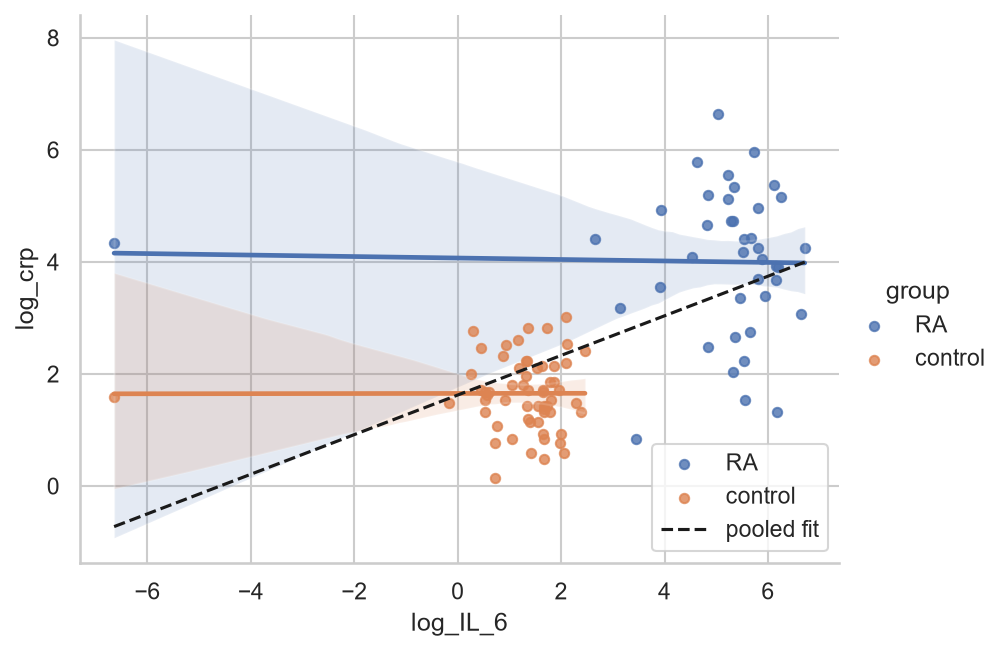 8
6
4
2
0
log_crp
−6
−4
−2
0
2
4
6
log_IL_6
RA
control
pooled fit
group
RA
control